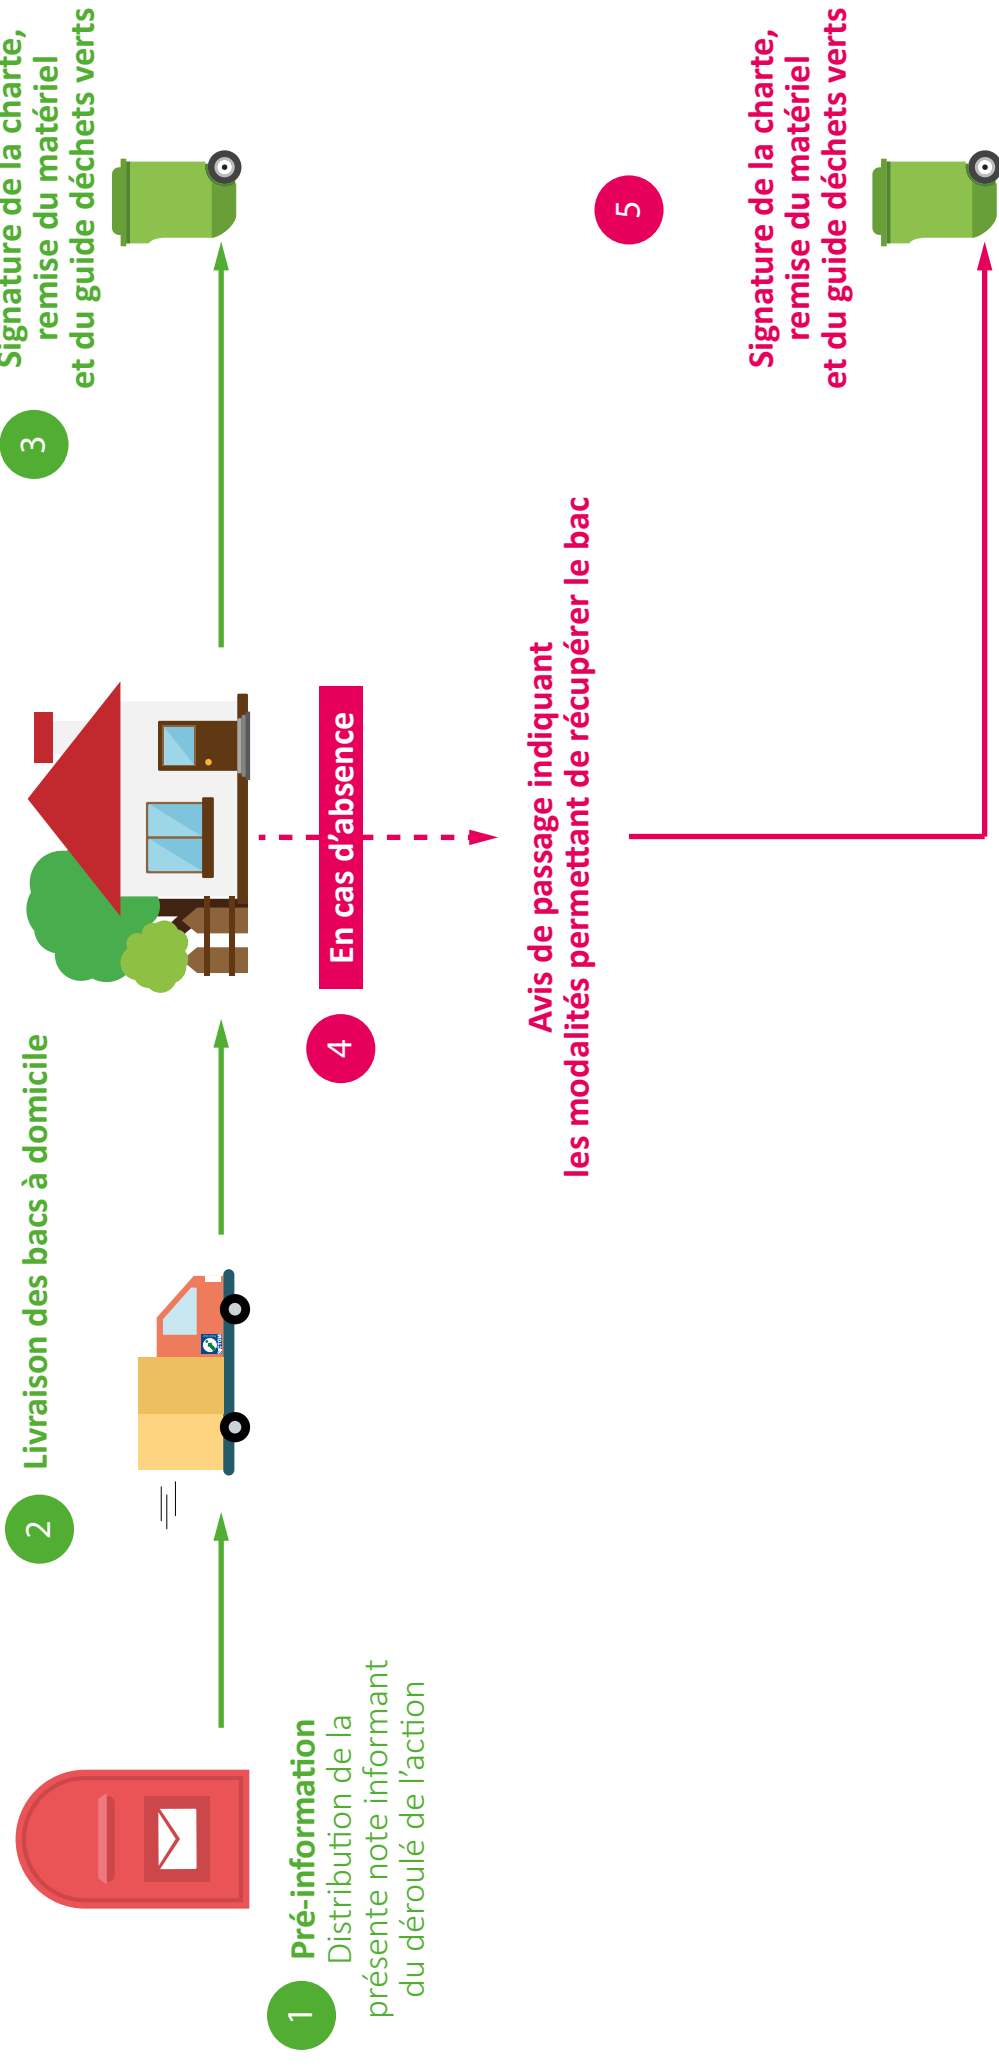 1
Pré-information
Distribution de la
présente note informant
du déroulé de l'action
2
Livraison des bacs à domicile
3
Signature de la charte,
remise du matériel
et du guide déchets verts
4
En cas d'absence
Avis de passage indiquant
les modalités permettant de récupérer le bac
5
Signature de la charte,
remise du matériel
et du guide déchets verts